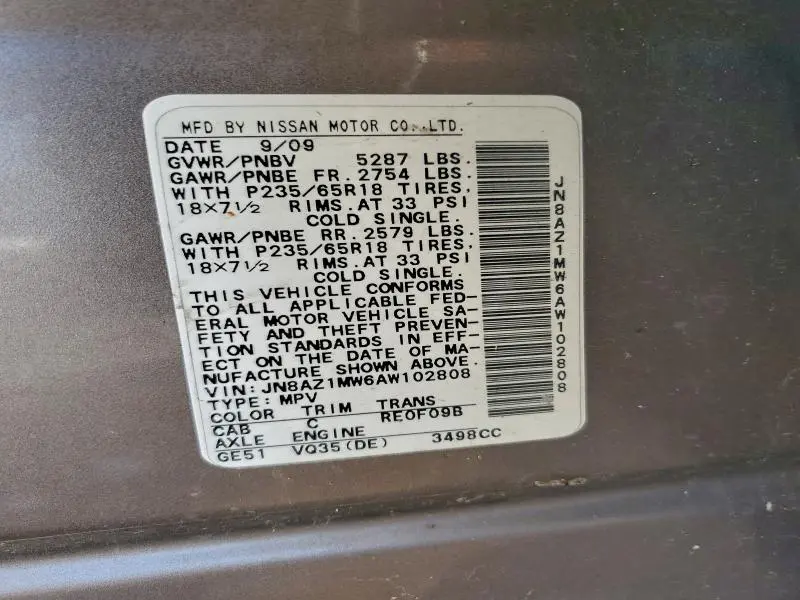 MFD BY NISSAN MOTOR CO.,LTD.
DATE 9/09
GVWR/PNBV 5287 LBS.
GAWR/PNBE FR. 2754 LBS.
WITH P235/65R18 TIRES,
18×7 1/2 RIMS.AT 33 PSI
COLD SINGLE.
GAWR/PNBE RR. 2579 LBS.
WITH P235/65R18 TIRES,
18×7 1/2 RIMS.AT 33 PSI
COLD SINGLE.
THIS VEHICLE CONFORMS
TO ALL APPLICABLE FED-
ERAL MOTOR VEHICLE SA-
FETY AND THEFT PREVEN-
TION STANDARDS IN EFF-
ECT ON THE DATE OF MA-
NUFACTURE SHOWN ABOVE.
VIN:JN8AZ1MW6AW102808
TYPE:MPV
COLOR TRIM TRANS
CAB C RE0F09B
AXLE ENGINE
GE51 VQ35(DE) 3498CC
JN8AZ1MW6AW102808